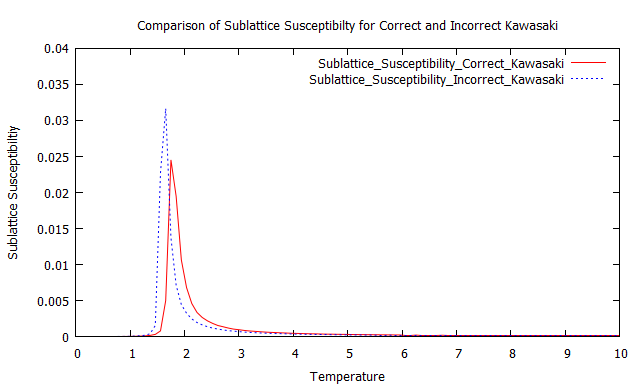 Comparison of Sublattice Susceptibilty for Correct and Incorrect Kawasaki
0.04
Sublattice_Susceptibility_Correct_Kawasaki
Sublattice_Susceptibility_Incorrect_Kawasaki
0.035
0.03
0.025
0.02
0.015
0.01
0.005
0
Sublattice Susceptibiltiy
0 1 2 3 4 5 6 7 8 9 10
Temperature